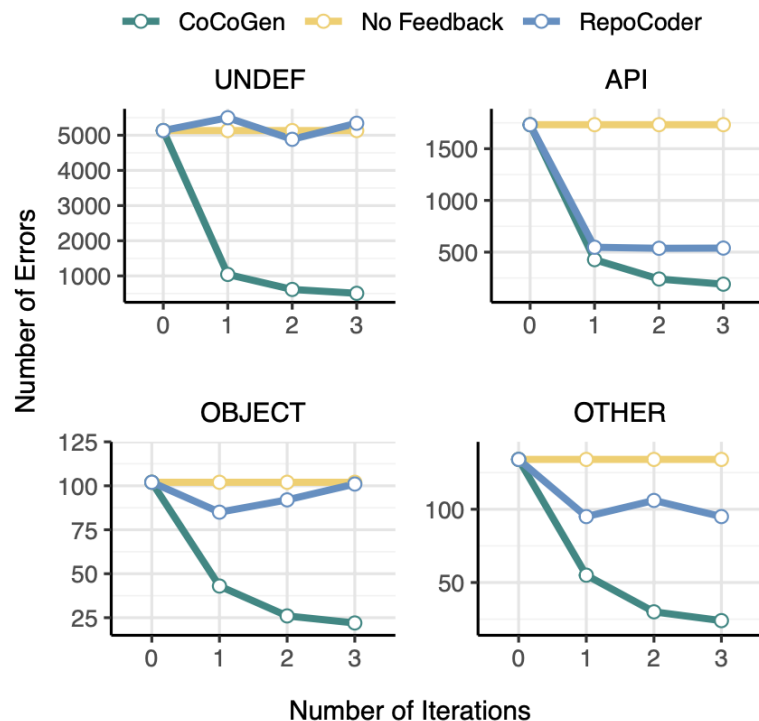 CoCoGen No Feedback RepoCoder
UNDEF API
5000
4000
3000
2000
1000
0 1 2 3
1500
1000
500
0 1 2 3
Number of Errors
OBJECT OTHER
125
100
75
50
25
0 1 2 3
100
50
0 1 2 3
Number of Iterations